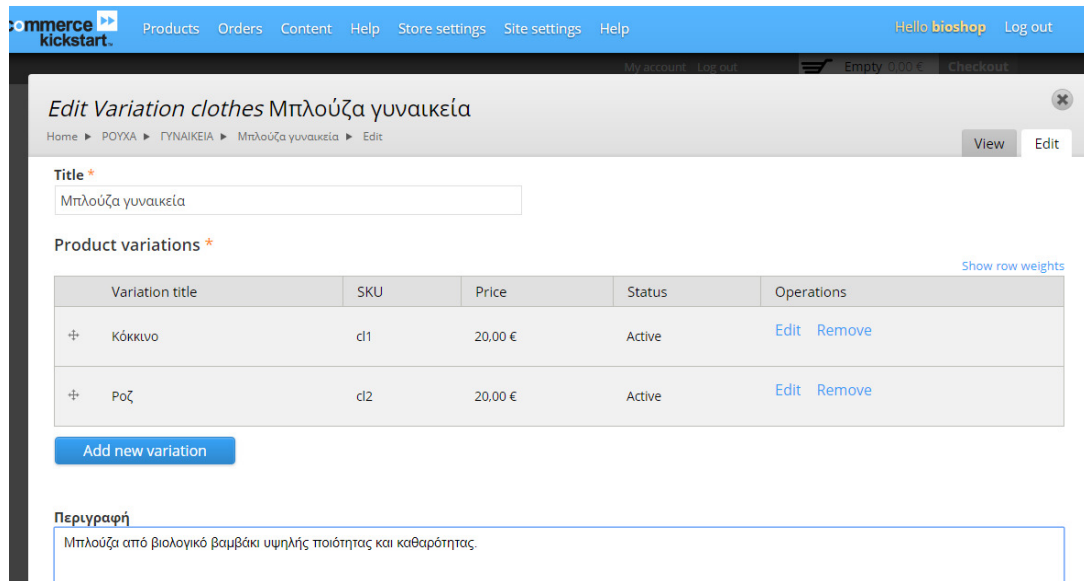 commerce
kickstart.
Products Orders Content Help Store settings Site settings Help
Hello bioshop Log out
My account Log out Empty 0.00 € Checkout
Edit Variation clothes Μπλούζα γυναικεία
Home ► ΡΟΥΧΑ ► ΓΥΝΑΙΚΕΙΑ ► Μπλούζα γυναικεία ► Edit
View Edit
Title *
Μπλούζα γυναικεία
Product variations *
Show row weights
Variation title SKU Price Status Operations
Κόκκινο cl1 20,00 € Active Edit Remove
Ροζ cl2 20,00 € Active Edit Remove
Add new variation
Περιγραφή
Μπλούζα από βιολογικό βαμβάκι υψηλής ποιότητας και καθαρότητας.